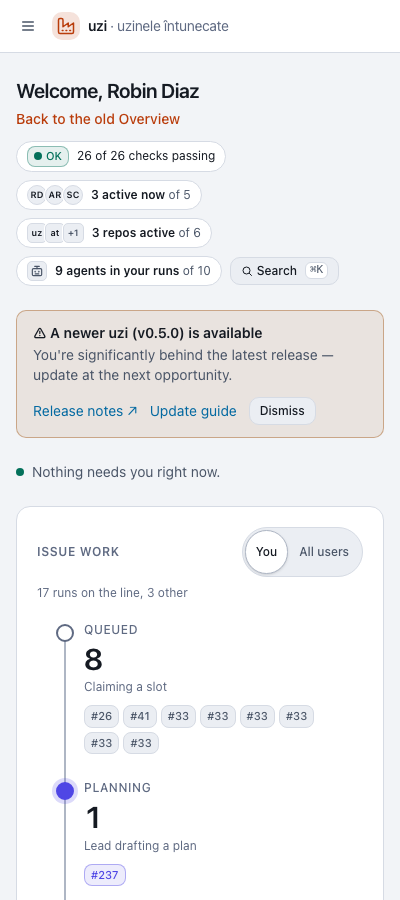 uzi · uzinele întunecate
Welcome, Robin Diaz
Back to the old Overview
OK 26 of 26 checks passing
RD AR SC 3 active now of 5
uz at +1 3 repos active of 6
9 agents in your runs of 10 Search ⌘K
A newer uzi (v0.5.0) is available
You're significantly behind the latest release —
update at the next opportunity.
Release notes ↗ Update guide Dismiss
Nothing needs you right now.
ISSUE WORK You All users
17 runs on the line, 3 other
QUEUED
8
Claiming a slot
#26 #41 #33 #33 #33 #33
#33 #33
PLANNING
1
Lead drafting a plan
#237